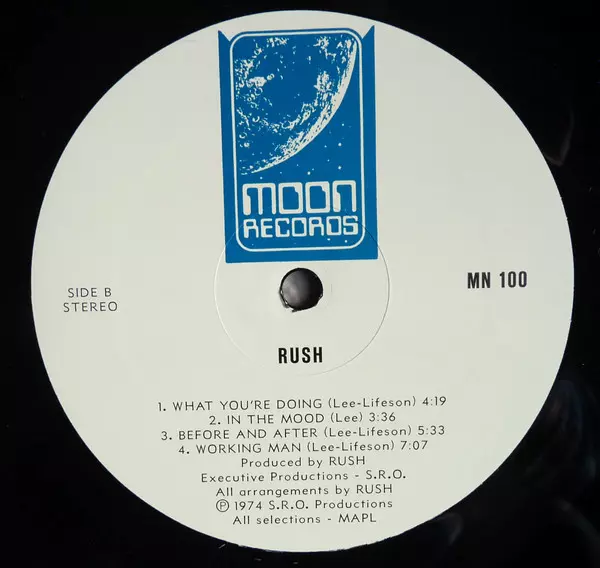 MOON
RECORDS
SIDE B
STEREO
MN 100
RUSH
1. WHAT YOU'RE DOING (Lee-Lifeson) 4:19
2. IN THE MOOD (Lee) 3:36
3. BEFORE AND AFTER (Lee-Lifeson) 5:33
4. WORKING MAN (Lee-Lifeson) 7:07
Produced by RUSH
Executive Productions - S.R.O.
All arrangements by RUSH
Ⓟ 1974 S.R.O. Productions
All selections - MAPL